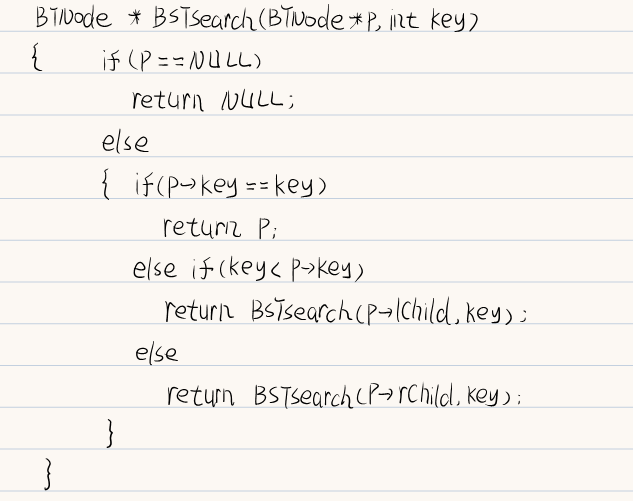 BTNode * BSTsearch(BTNode *P, int key)
{ if (P == NULL)
return NULL;
else
{ if(P→key == key)
return P;
else if(key < P→key)
return BSTsearch(P→lChild, key);
else
return BSTsearch(P→rChild, key);
}
}